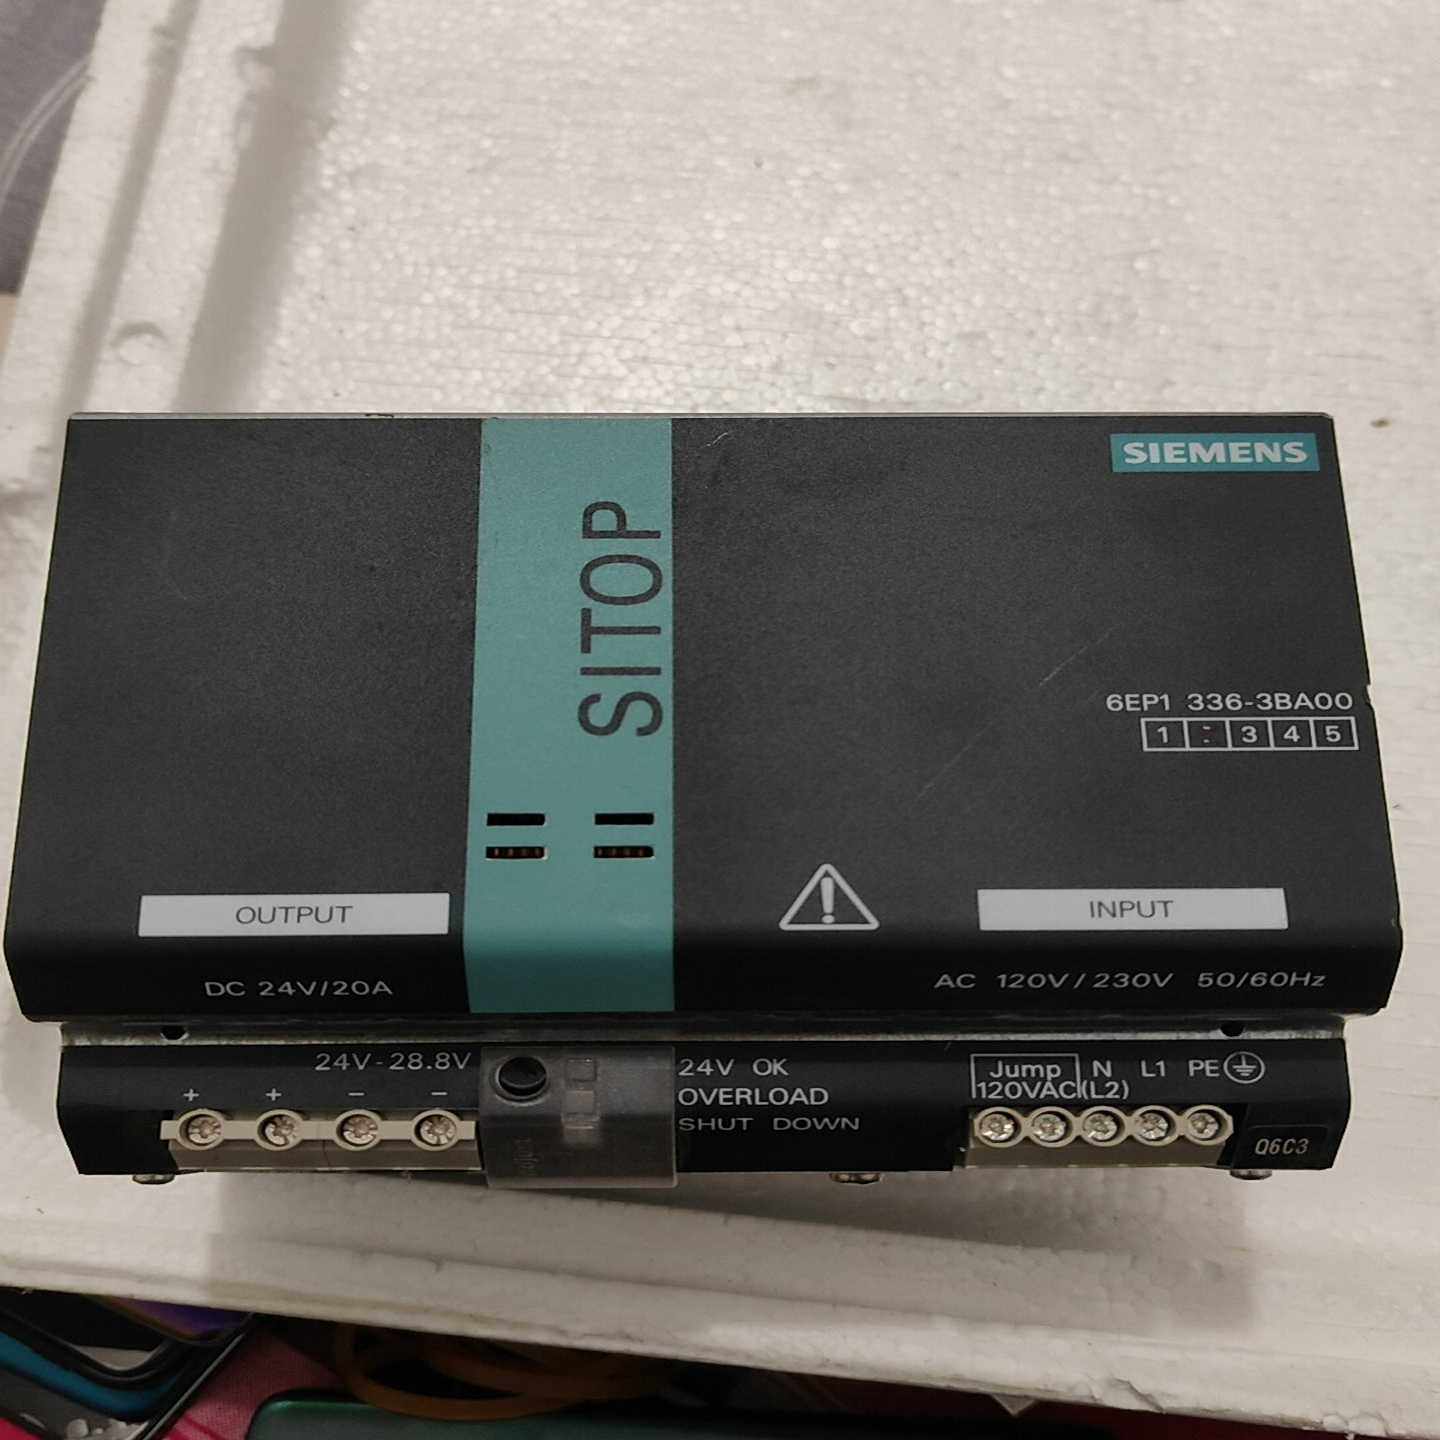 SIEMENS
SITOP
6EP1 336-3BA00
1 3 4 5
OUTPUT
INPUT
DC 24V/20A
AC 120V/230V 50/60Hz
24V-28.8V
+ + - -
24V OK
OVERLOAD
SHUT DOWN
Jump N L1 PE
120VAC (L2)
Q6C3